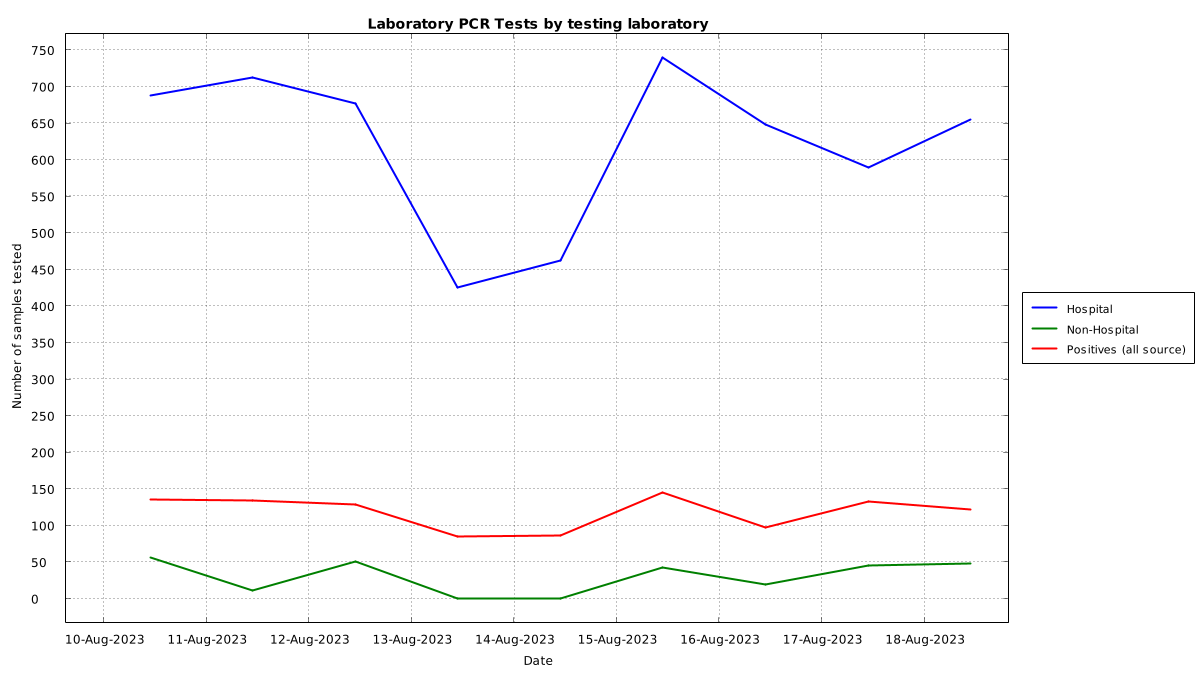 Laboratory PCR Tests by testing laboratory
750
700
650
600
550
500
450
400
350
300
250
200
150
100
50
0
Number of samples tested
10-Aug-2023 11-Aug-2023 12-Aug-2023 13-Aug-2023 14-Aug-2023 15-Aug-2023 16-Aug-2023 17-Aug-2023 18-Aug-2023
Date
Hospital
Non-Hospital
Positives (all source)